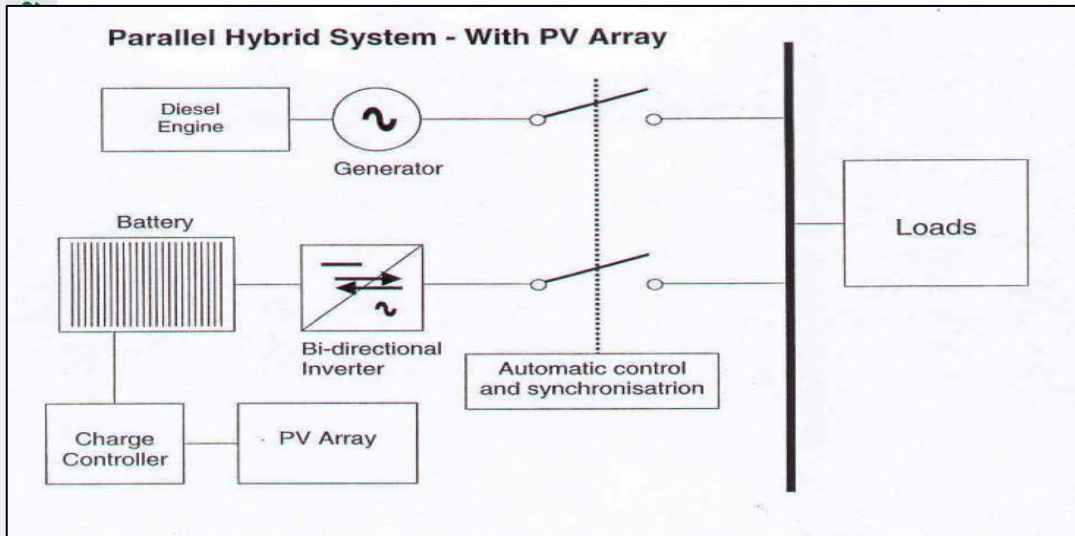 Parallel Hybrid System - With PV Array
Diesel
Engine
Generator
Battery
Loads
Bi-directional
Inverter
Automatic control
and synchronisatrion
Charge
Controller
PV Array